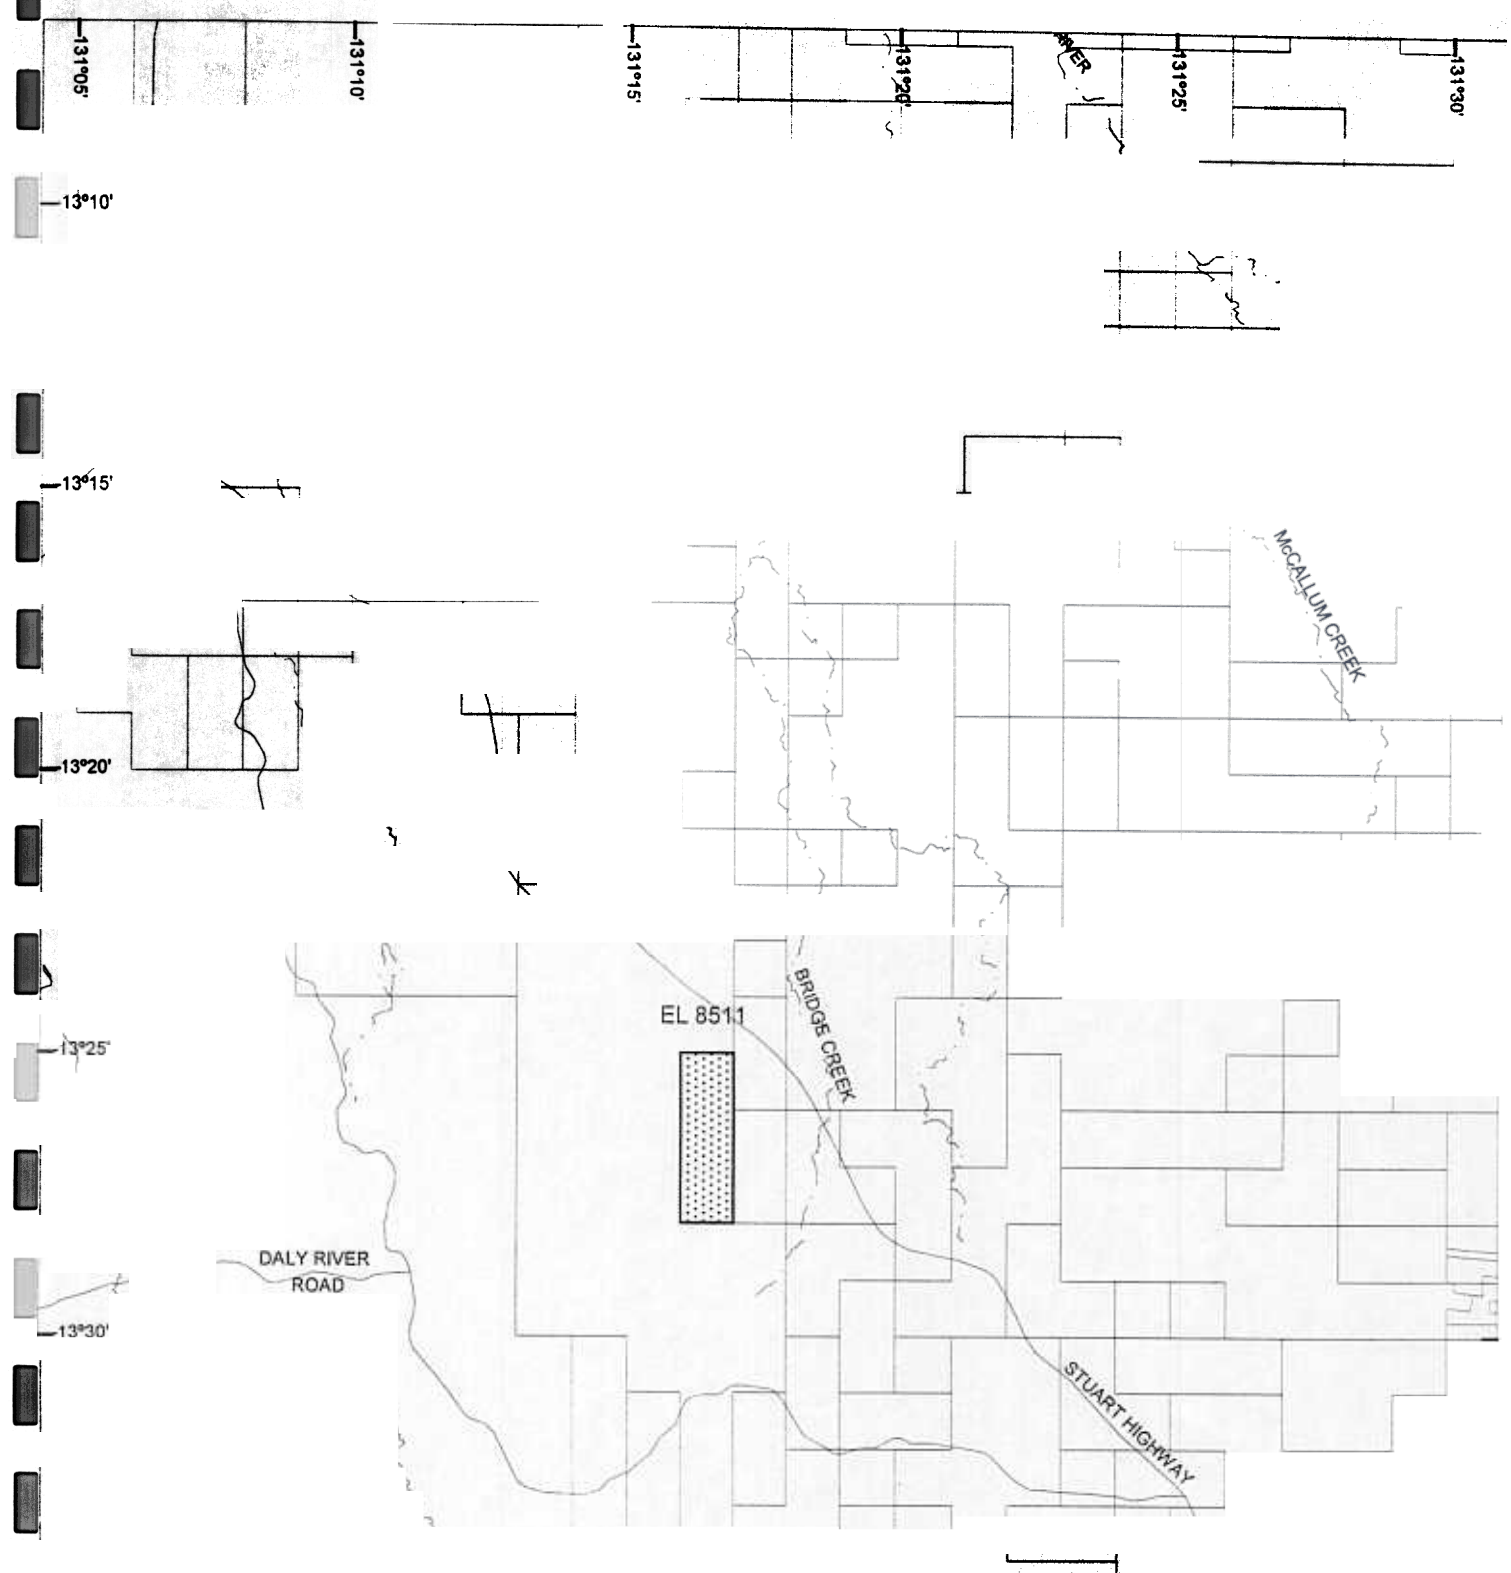 131°05'
131°10'
131°15'
131°20'
131°25'
131°30'
13°10'
13°15'
McCALLUM CREEK
13°20'
EL 8511
BRIDGE CREEK
13°25'
DALY RIVER
ROAD
13°30'
STUART HIGHWAY